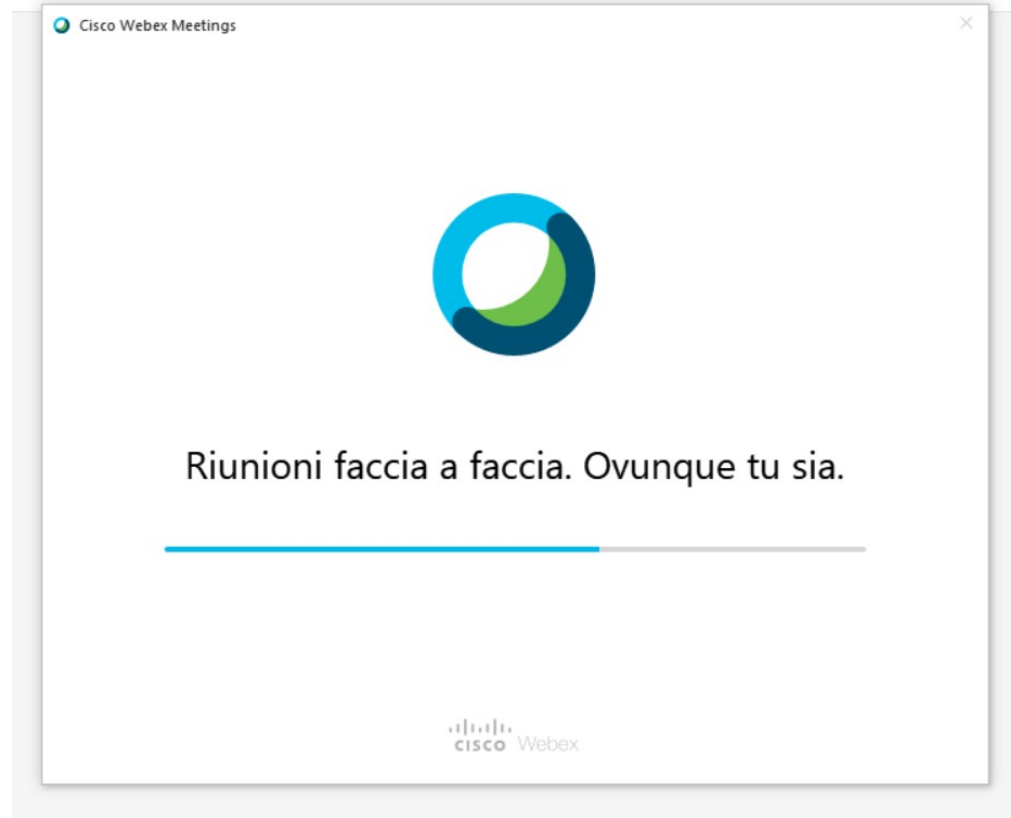 Cisco Webex Meetings
Riunioni faccia a faccia. Ovunque tu sia.
CISCO Webex